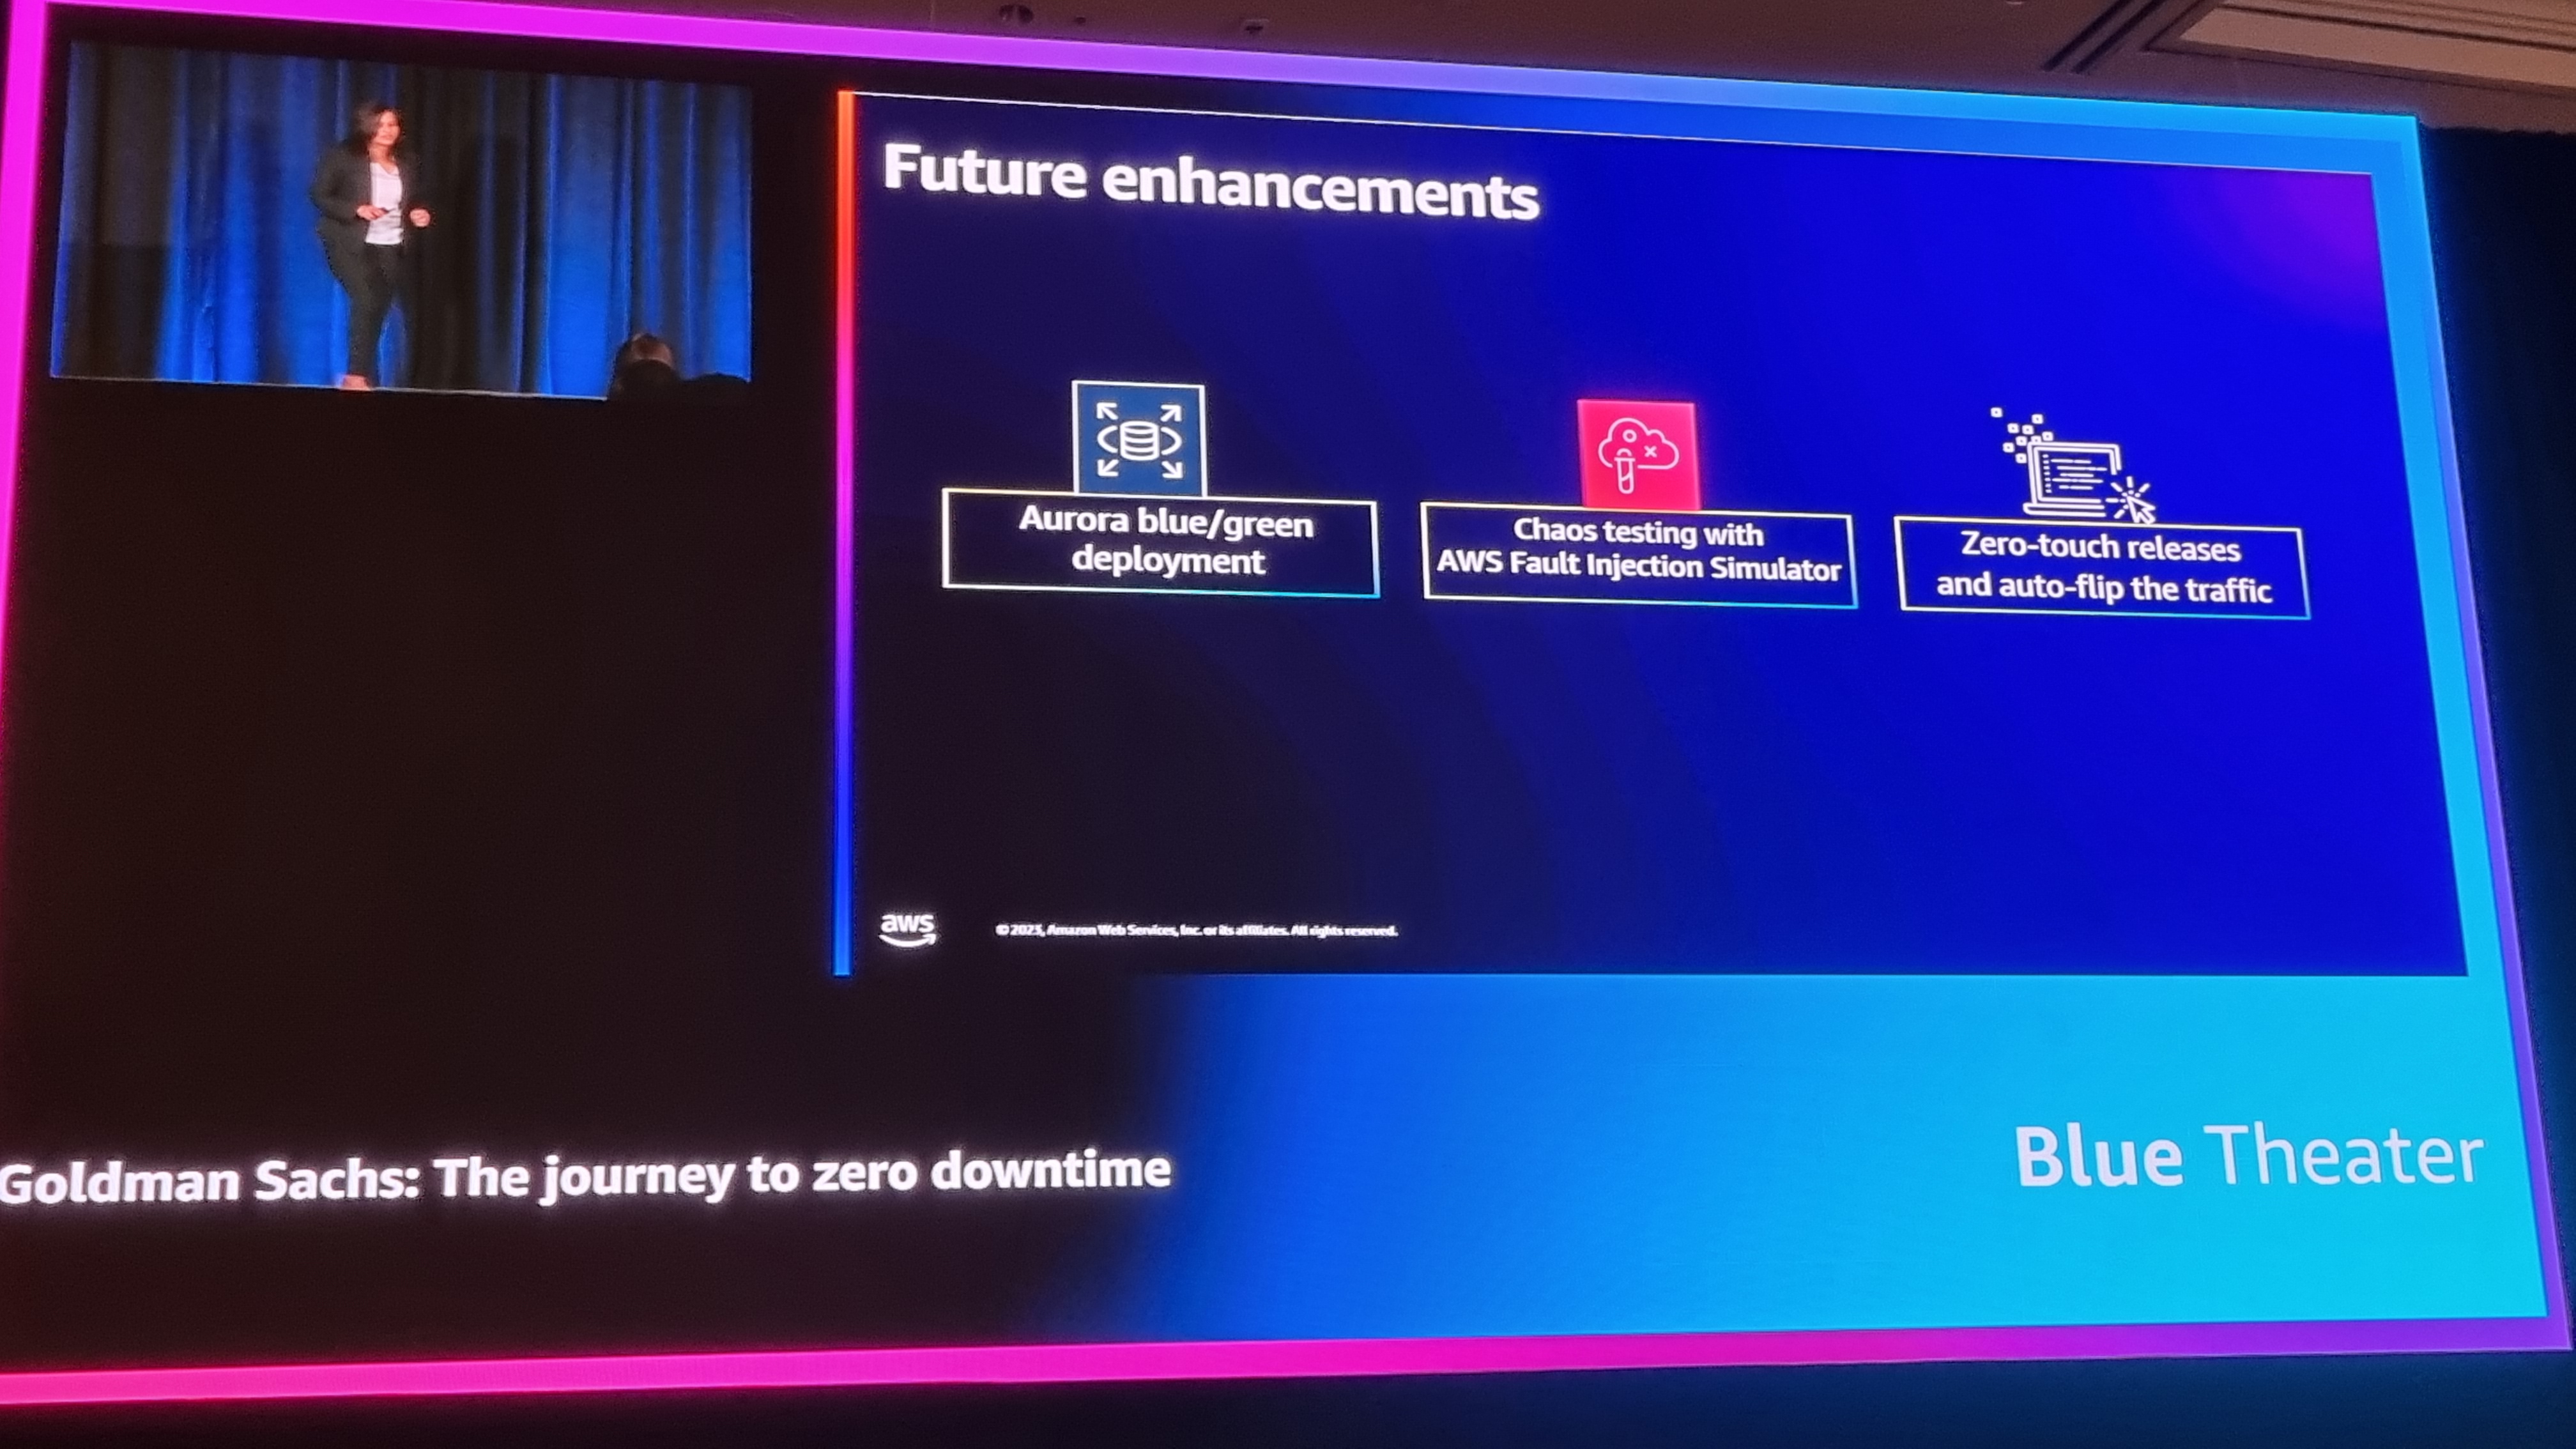 Future enhancements
Aurora blue/green
deployment
Chaos testing with
AWS Fault Injection Simulator
Zero-touch releases
and auto-flip the traffic
aws
© 2023, Amazon Web Services, Inc. or its affiliates. All rights reserved.
Goldman Sachs: The journey to zero downtime
Blue Theater